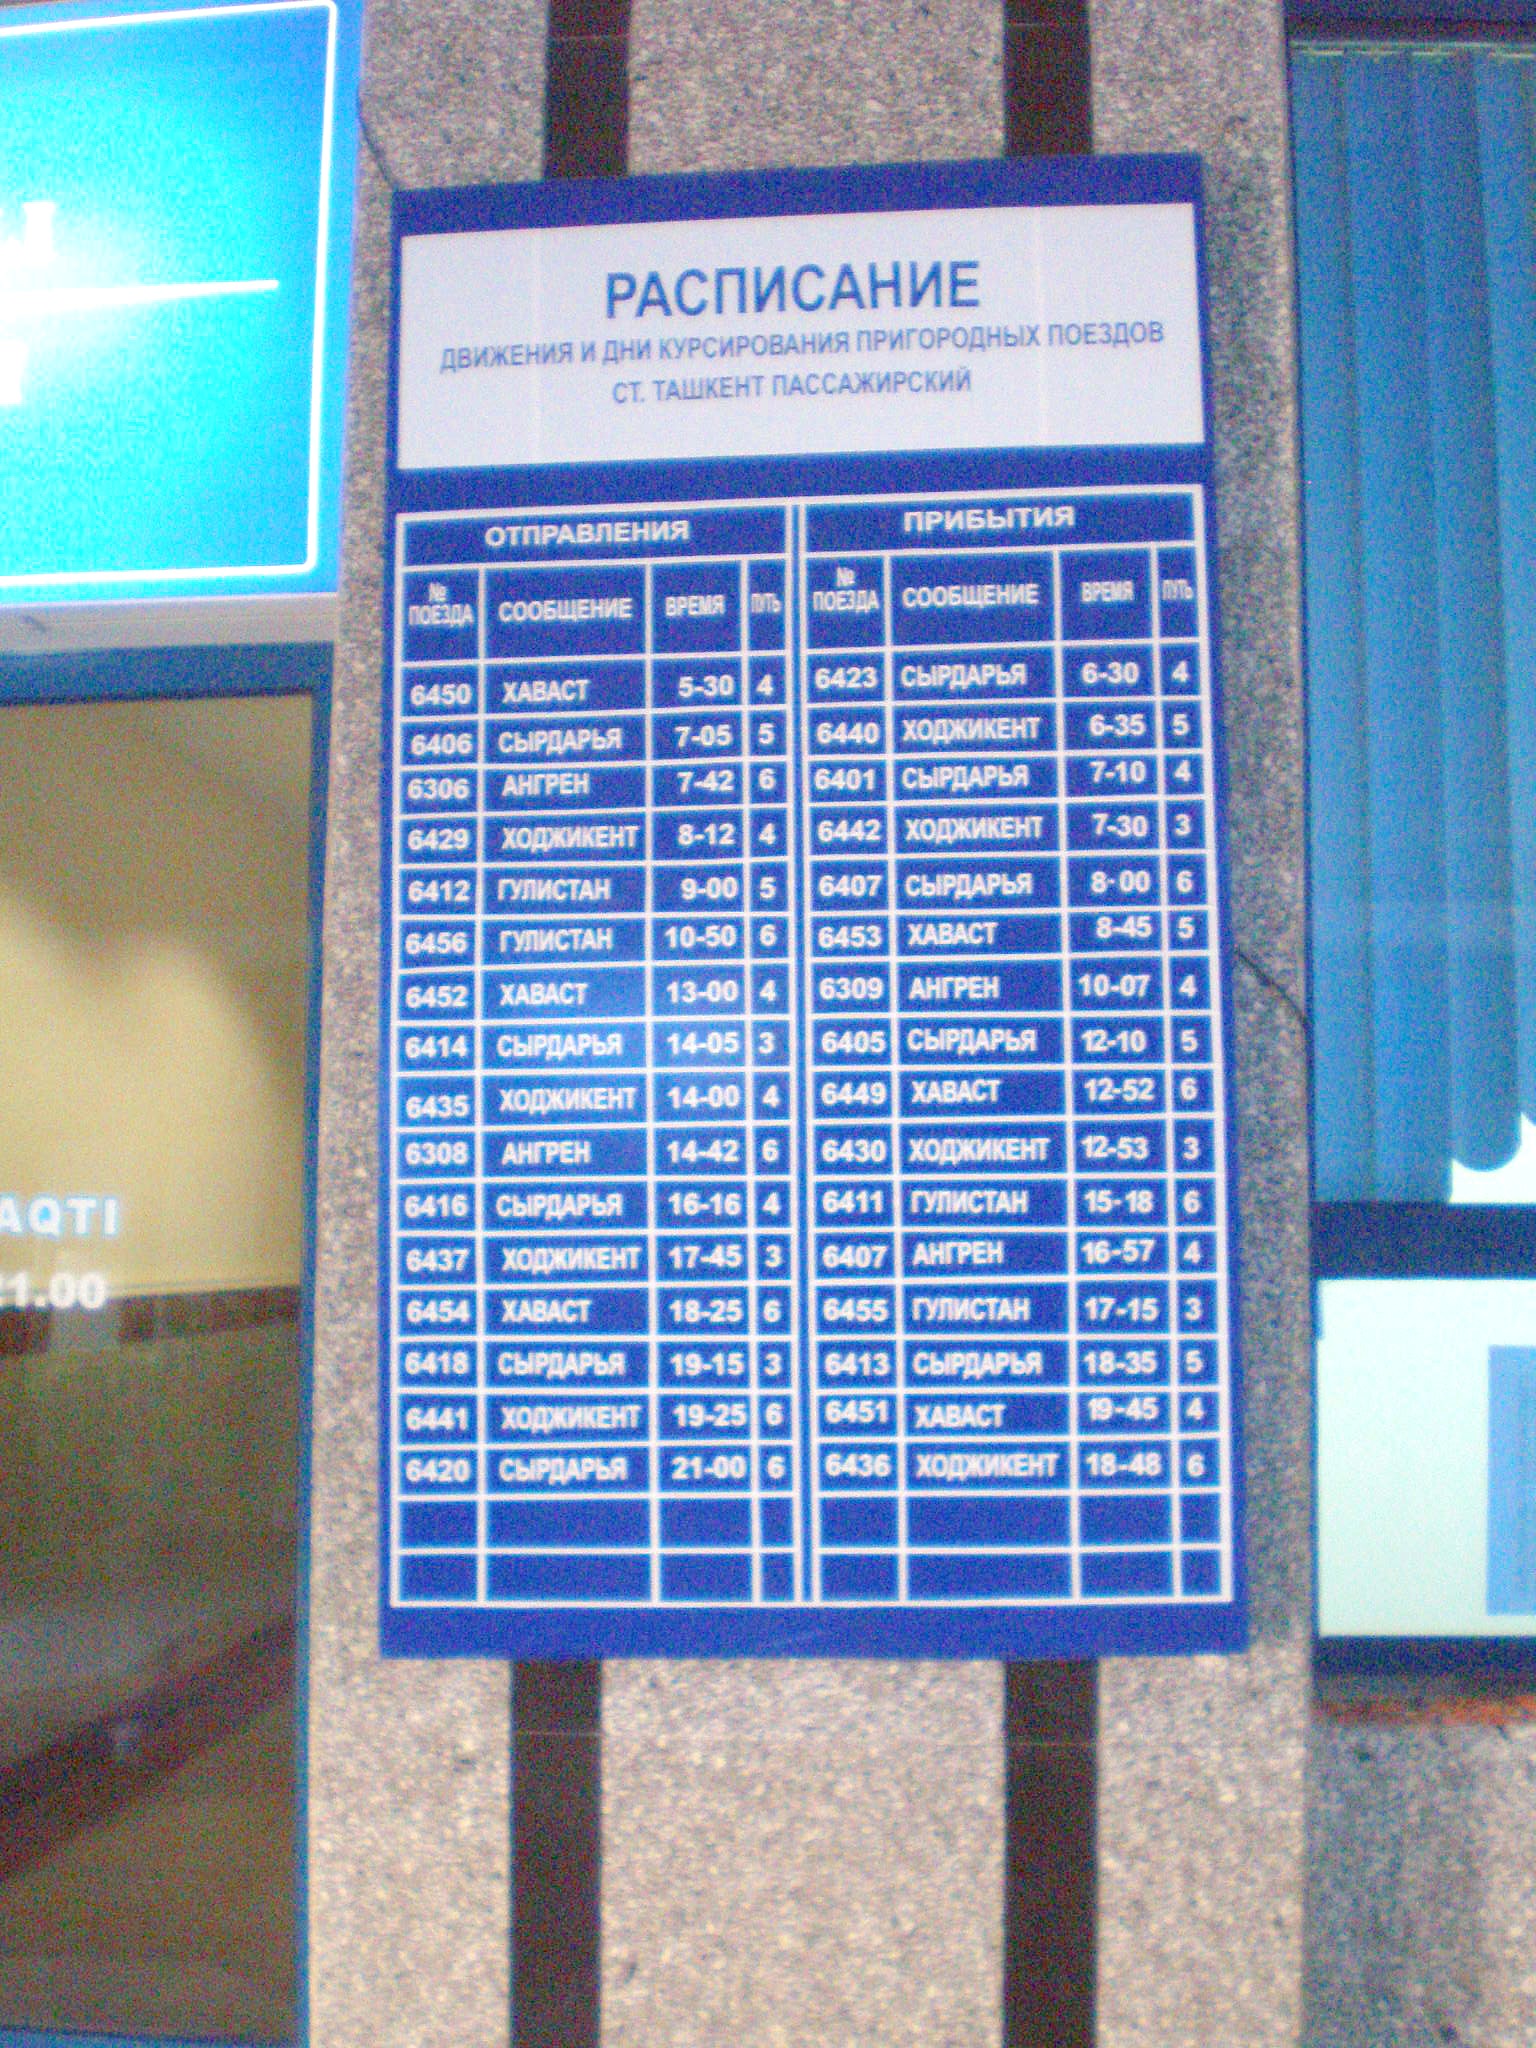 РАСПИСАНИЕ
ДВИЖЕНИЯ И ДНИ КУРСИРОВАНИЯ ПРИГОРОДНЫХ ПОЕЗДОВ
СТ. ТАШКЕНТ ПАССАЖИРСКИЙ
ОТПРАВЛЕНИЯ ПРИБЫТИЯ
№ ПОЕЗДА СООБЩЕНИЕ ВРЕМЯ ПУТЬ № ПОЕЗДА СООБЩЕНИЕ ВРЕМЯ ПУТЬ
6450 ХАВАСТ 5-30 4 6423 СЫРДАРЬЯ 6-30 4
6406 СЫРДАРЬЯ 7-05 5 6440 ХОДЖИКЕНТ 6-35 5
6306 АНГРЕН 7-42 6 6401 СЫРДАРЬЯ 7-10 4
6429 ХОДЖИКЕНТ 8-12 4 6442 ХОДЖИКЕНТ 7-30 3
6412 ГУЛИСТАН 9-00 5 6407 СЫРДАРЬЯ 8-00 6
6456 ГУЛИСТАН 10-50 6 6453 ХАВАСТ 8-45 5
6452 ХАВАСТ 13-00 4 6309 АНГРЕН 10-07 4
6414 СЫРДАРЬЯ 14-05 3 6405 СЫРДАРЬЯ 12-10 5
6435 ХОДЖИКЕНТ 14-00 4 6449 ХАВАСТ 12-52 6
6308 АНГРЕН 14-42 6 6430 ХОДЖИКЕНТ 12-53 3
6416 СЫРДАРЬЯ 16-16 4 6411 ГУЛИСТАН 15-18 6
6437 ХОДЖИКЕНТ 17-45 3 6407 АНГРЕН 16-57 4
6454 ХАВАСТ 18-25 6 6455 ГУЛИСТАН 17-15 3
6418 СЫРДАРЬЯ 19-15 3 6413 СЫРДАРЬЯ 18-35 5
6441 ХОДЖИКЕНТ 19-25 6 6451 ХАВАСТ 19-45 4
6420 СЫРДАРЬЯ 21-00 6 6436 ХОДЖИКЕНТ 18-48 6